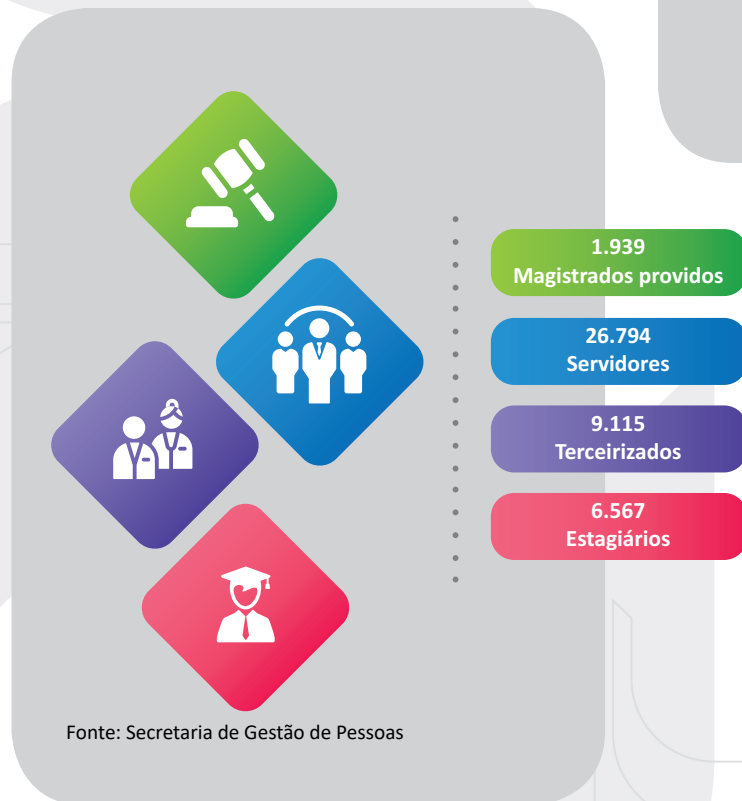 1.939
Magistrados providos
26.794
Servidores
9.115
Terceirizados
6.567
Estagiários
Fonte: Secretaria de Gestão de Pessoas